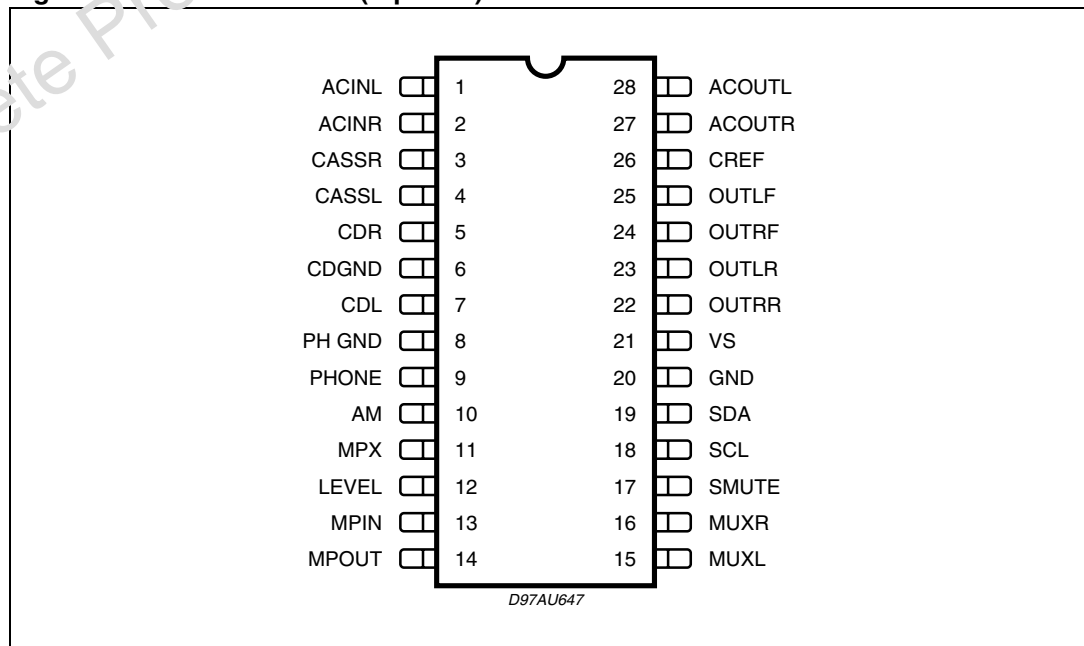 ACINL 1 28 ACOUTL
ACINR 2 27 ACOUTR
CASSR 3 26 CREF
CASSL 4 25 OUTLF
CDR 5 24 OUTRF
CDGND 6 23 OUTLR
CDL 7 22 OUTRR
PH GND 8 21 VS
PHONE 9 20 GND
AM 10 19 SDA
MPX 11 18 SCL
LEVEL 12 17 SMUTE
MPIN 13 16 MUXR
MPOUT 14 15 MUXL
D97AU647